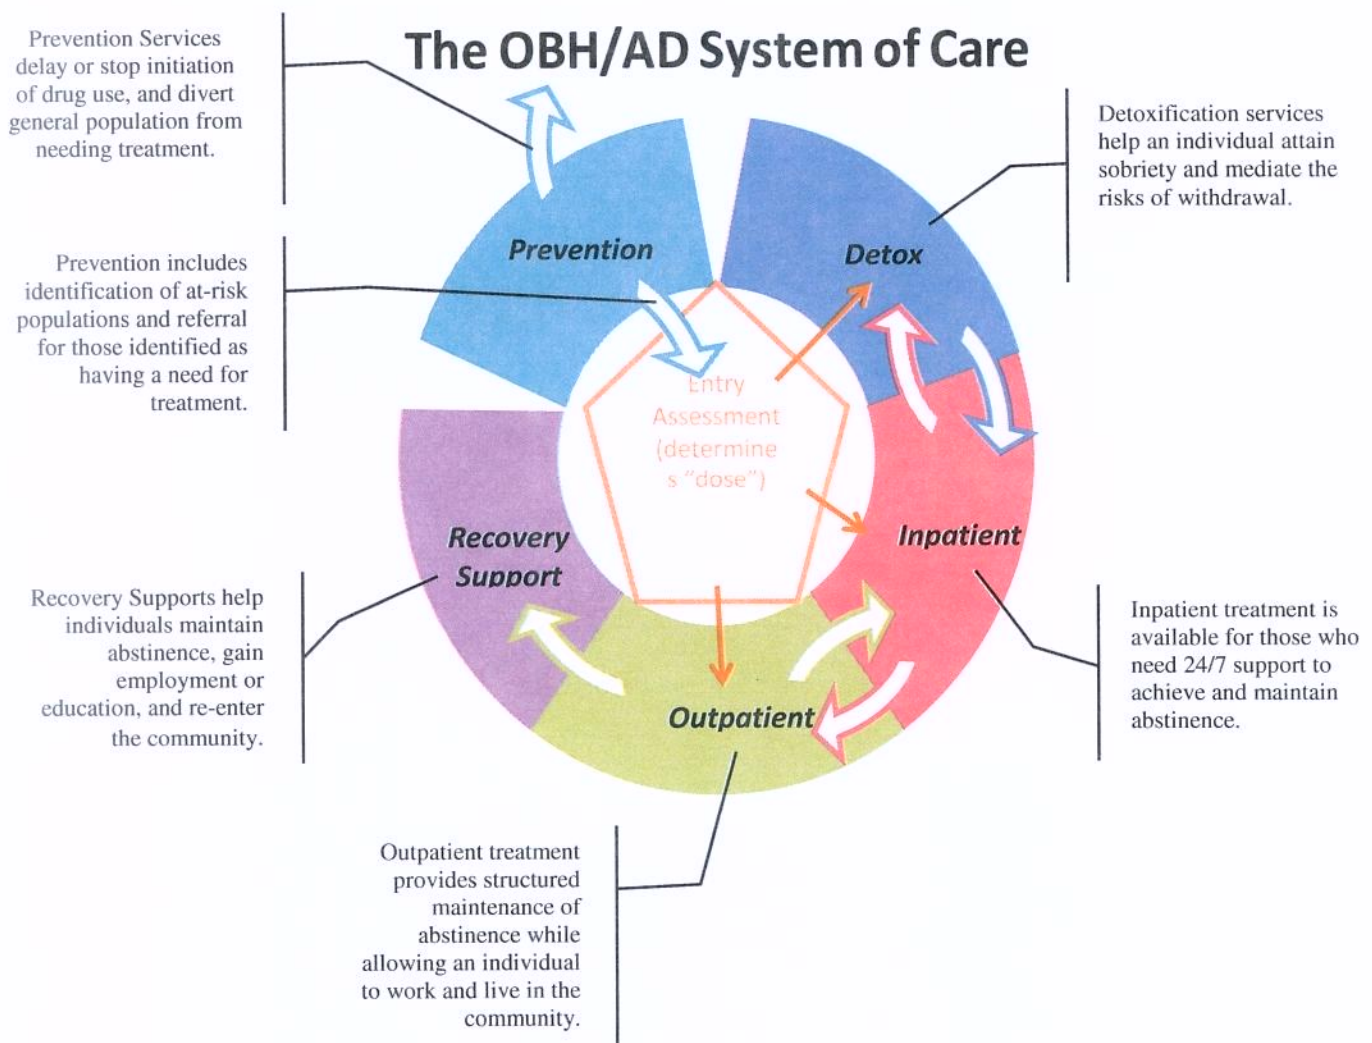 The OBH/AD System of Care
Prevention Services
delay or stop initiation
of drug use, and divert
general population from
needing treatment.
Prevention includes
identification of at-risk
populations and referral
for those identified as
having a need for
treatment.
Detoxification services
help an individual attain
sobriety and mediate the
risks of withdrawal.
Prevention
Detox
Entry
Assessment
(determine
s "dose")
Recovery
Support
Inpatient
Outpatient
Recovery Supports help
individuals maintain
abstinence, gain
employment or
education, and re-enter
the community.
Inpatient treatment is
available for those who
need 24/7 support to
achieve and maintain
abstinence.
Outpatient treatment
provides structured
maintenance of
abstinence while
allowing an individual
to work and live in the
community.